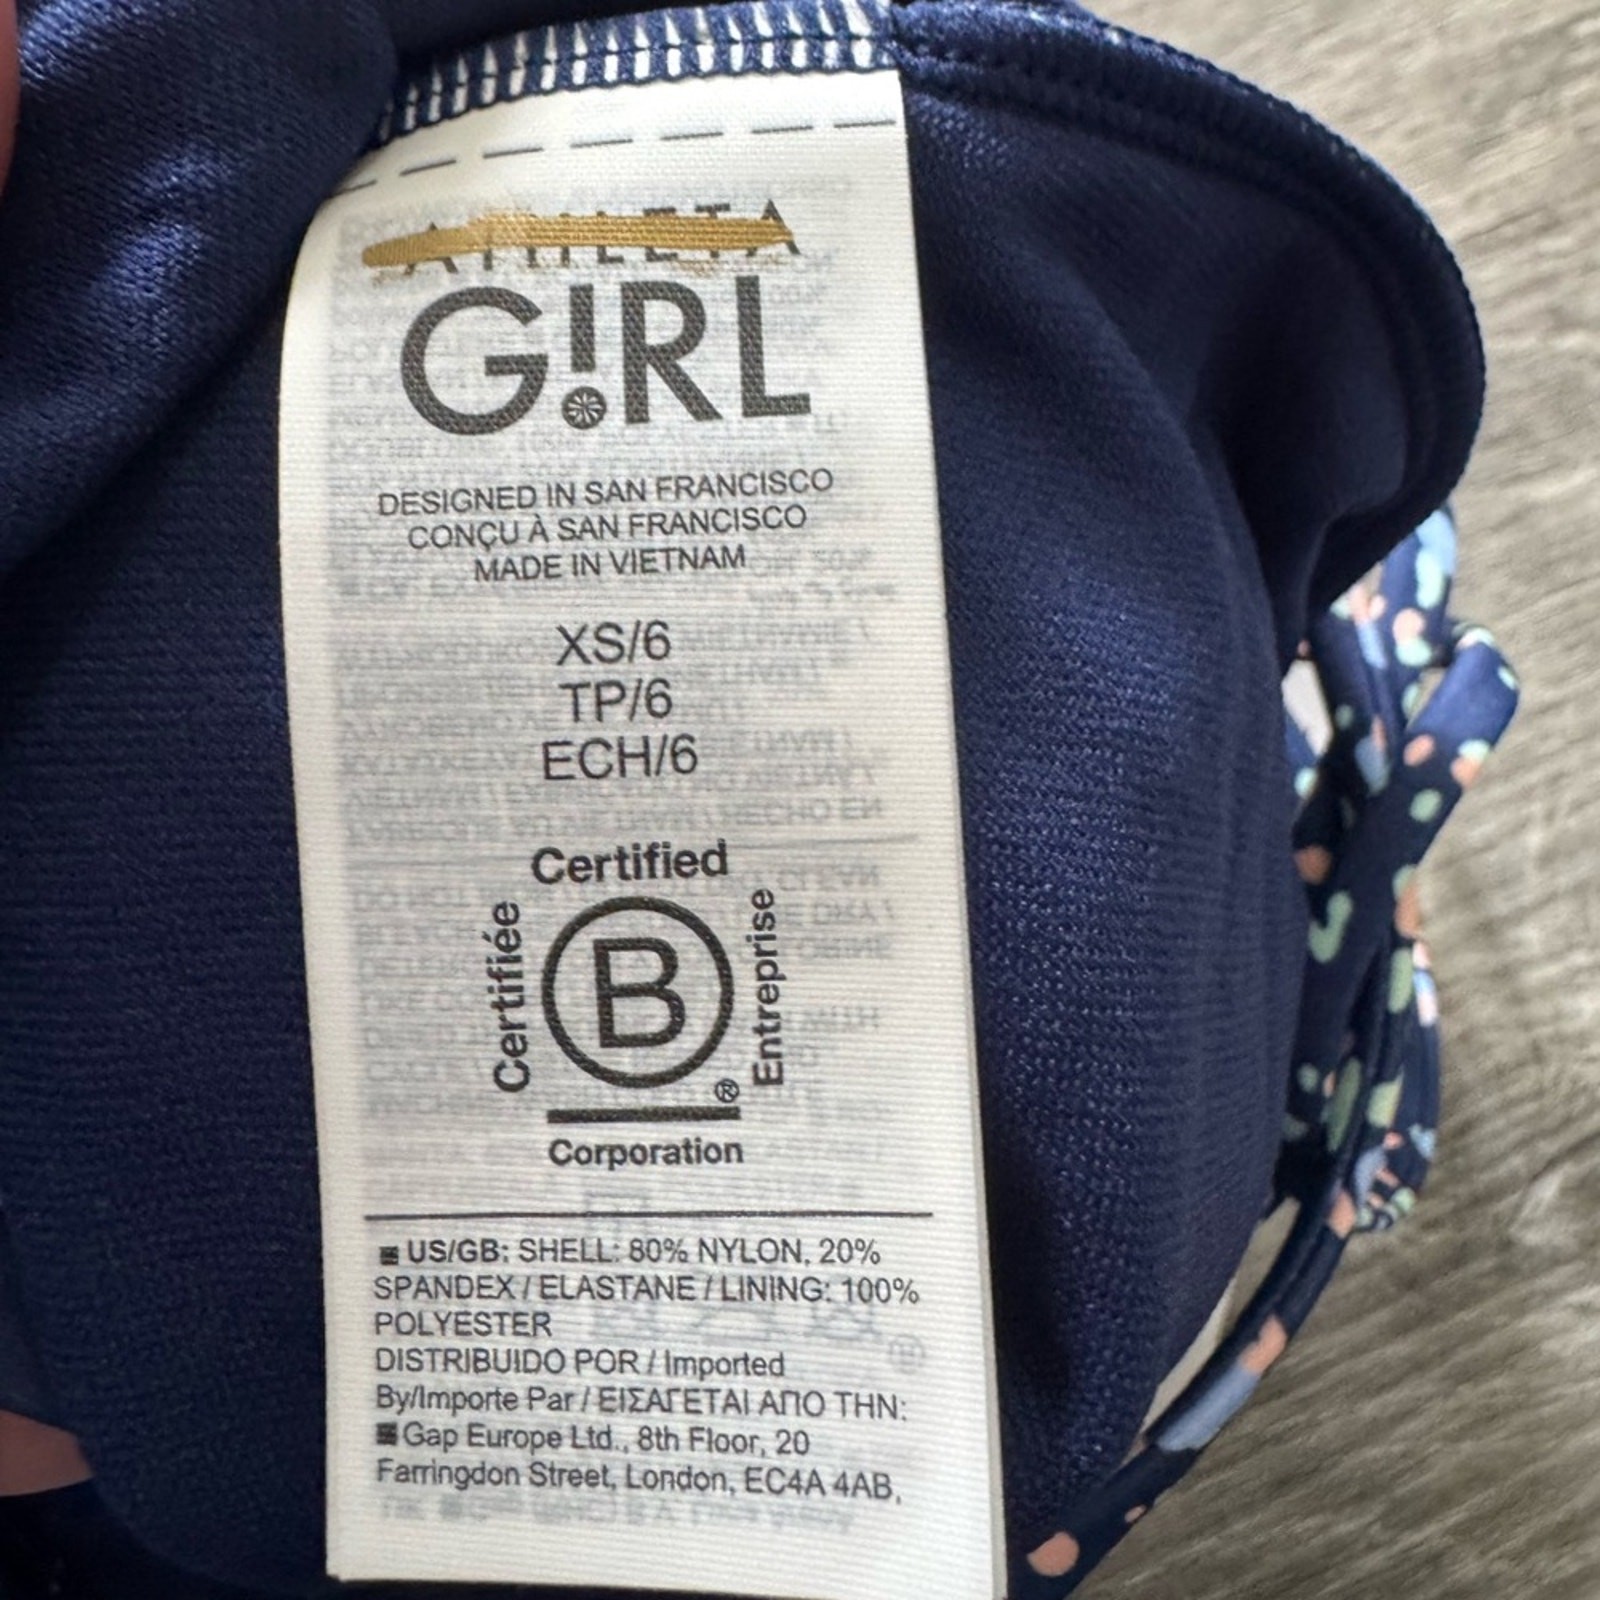 ATHLETA
G!RL
DESIGNED IN SAN FRANCISCO
CONÇU À SAN FRANCISCO
MADE IN VIETNAM
XS/6
TP/6
ECH/6
Certified
Certifiée
B
Entreprise
®
Corporation
US/GB: SHELL: 80% NYLON, 20%
SPANDEX / ELASTANE / LINING: 100%
POLYESTER
DISTRIBUIDO POR / Imported
By/Importe Par / ΕΙΣΑΓΕΤΑΙ ΑΠΟ ΤΗΝ:
Gap Europe Ltd., 8th Floor, 20
Farringdon Street, London, EC4A 4AB,